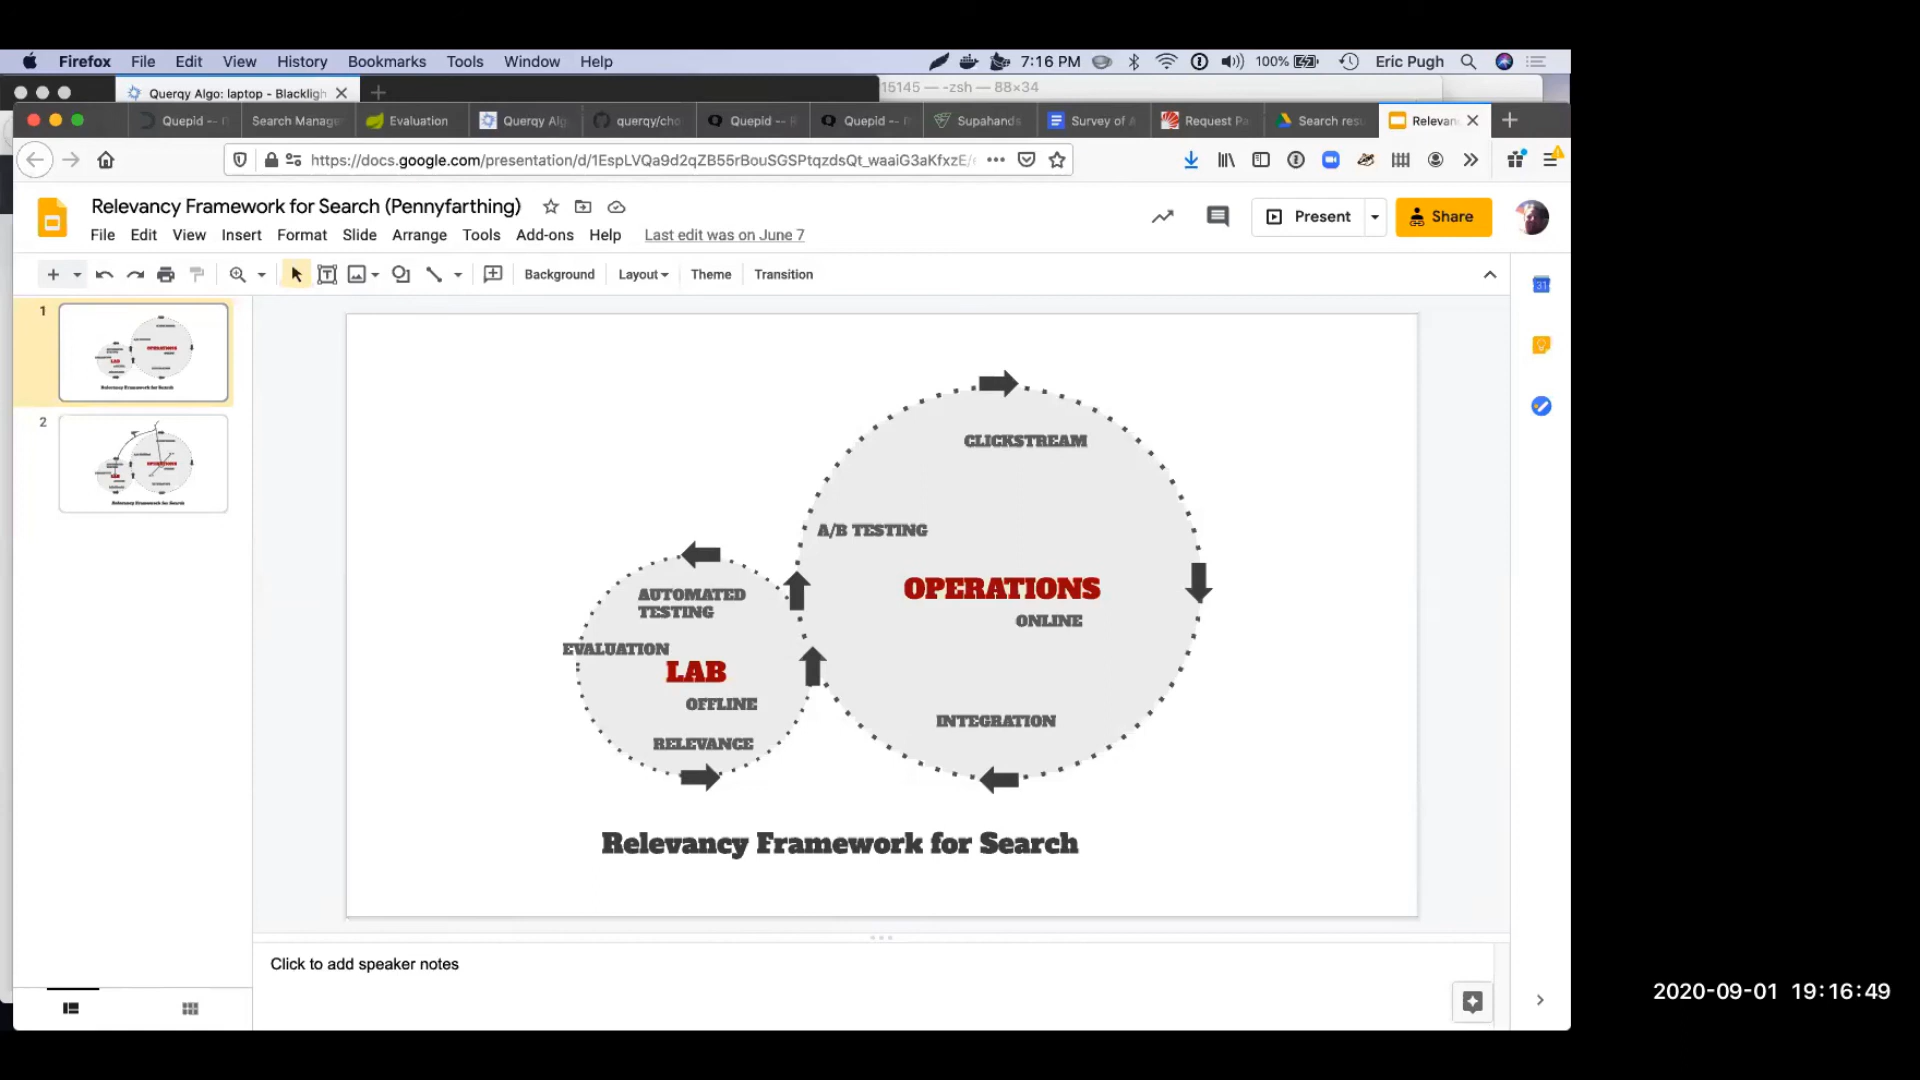 Firefox File Edit View History Bookmarks Tools Window Help 7:16 PM 100% Eric Pugh
Querqy Algo: laptop - Blackligh
15145 — -zsh — 88×34
Quepid -- Search Manage Evaluation Querqy Alg querqy/cho Quepid -- Quepid -- Supahands Survey of Request Pa Search resu Relevan
https://docs.google.com/presentation/d/1EspLVQa9d2qZB55rBouSGSPtqzdsQt_waaiG3aKfxzE/
Relevancy Framework for Search (Pennyfarthing)
Present
Share
File Edit View Insert Format Slide Arrange Tools Add-ons Help Last edit was on June 7
Background Layout Theme Transition
31
1
2
CLICKSTREAM
A/B TESTING
OPERATIONS
ONLINE
INTEGRATION
AUTOMATED
TESTING
EVALUATION
LAB
OFFLINE
RELEVANCE
Relevancy Framework for Search
Click to add speaker notes
2020-09-01 19:16:49